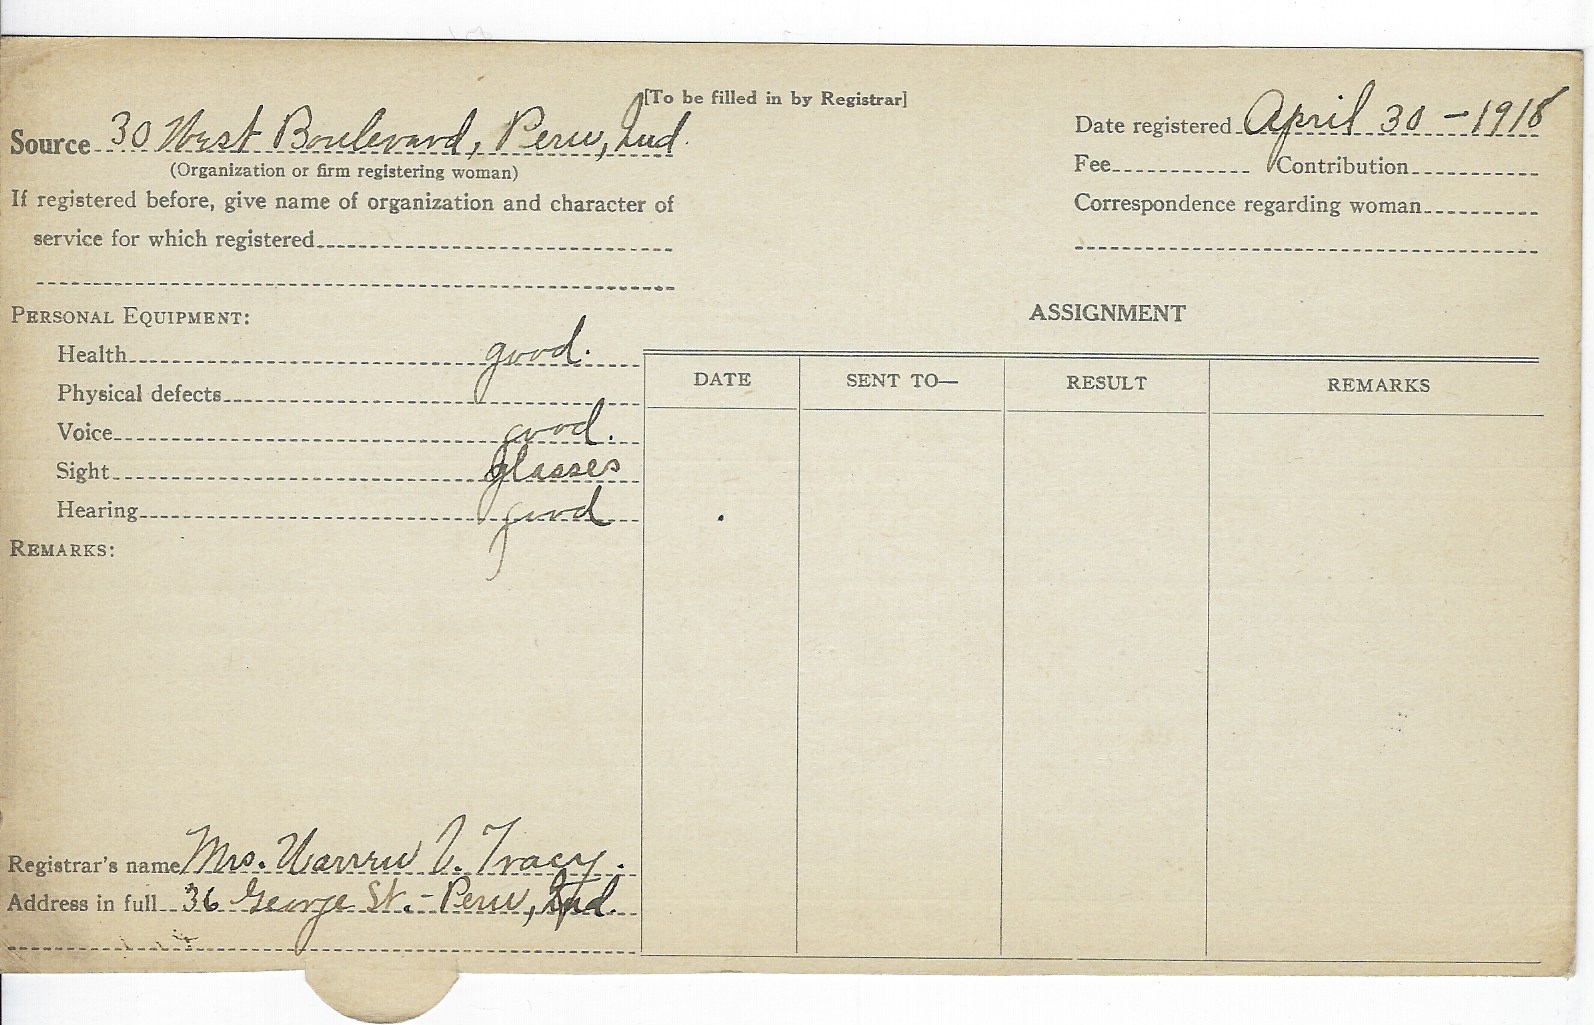 [To be filled in by Registrar]
Source 30 West Boulevard, Peru, Ind.
(Organization or firm registering woman)
If registered before, give name of organization and character of
service for which registered
Date registered April 30 - 1918
Fee Contribution
Correspondence regarding woman
PERSONAL EQUIPMENT:
Health good.
Physical defects
Voice good.
Sight glasses
Hearing good
REMARKS:
ASSIGNMENT
DATE SENT TO— RESULT REMARKS
Registrar's name Mrs. Warren V. Tracy.
Address in full 36 George St. - Peru, Ind.